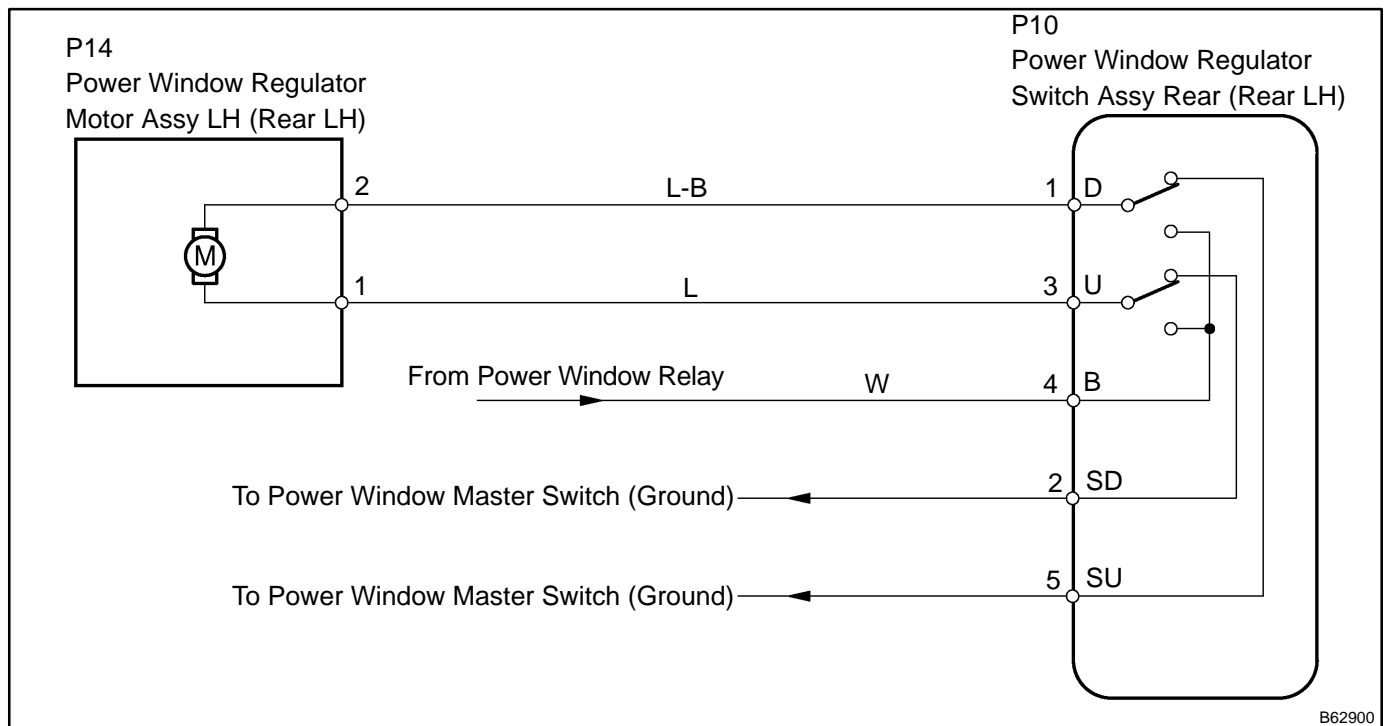 P14
Power Window Regulator
Motor Assy LH (Rear LH)
P10
Power Window Regulator
Switch Assy Rear (Rear LH)
2 L-B 1 D
M
1 L 3 U
From Power Window Relay W 4 B
To Power Window Master Switch (Ground) 2 SD
To Power Window Master Switch (Ground) 5 SU
B62900